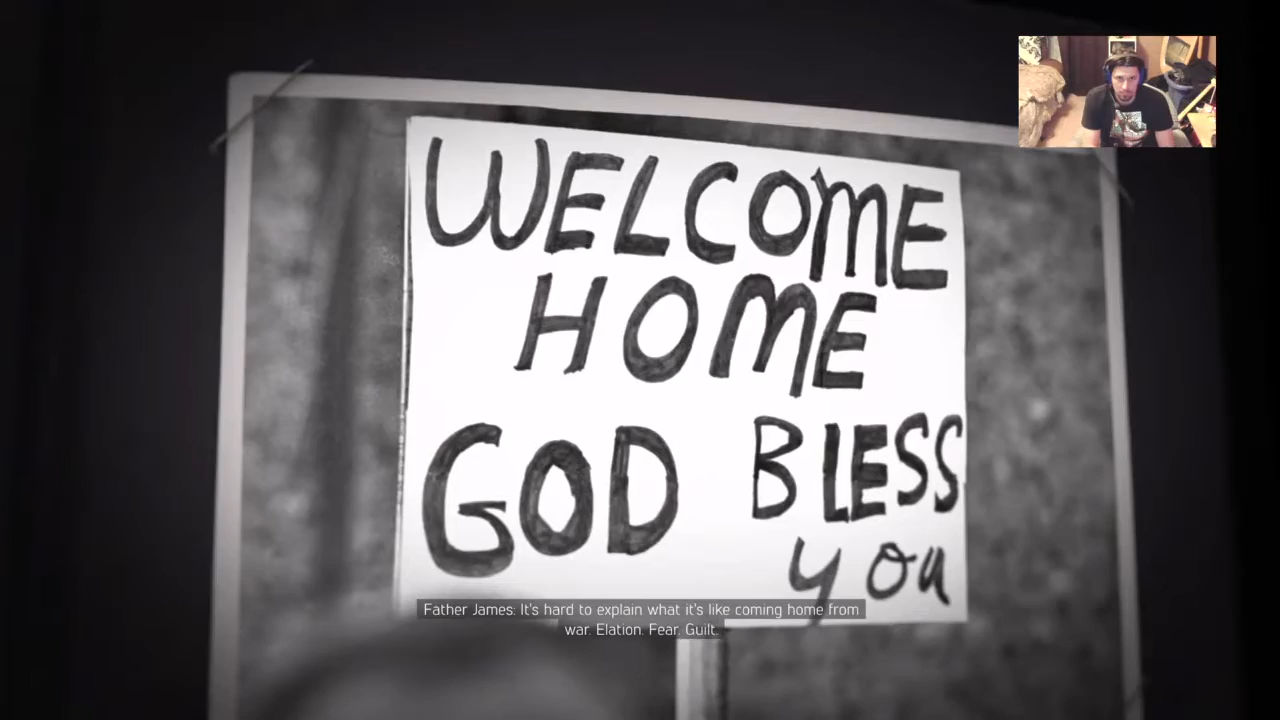 WELCOME
HOME
GOD BLESS
you
Father James: It's hard to explain what it's like coming home from
war. Elation. Fear. Guilt.